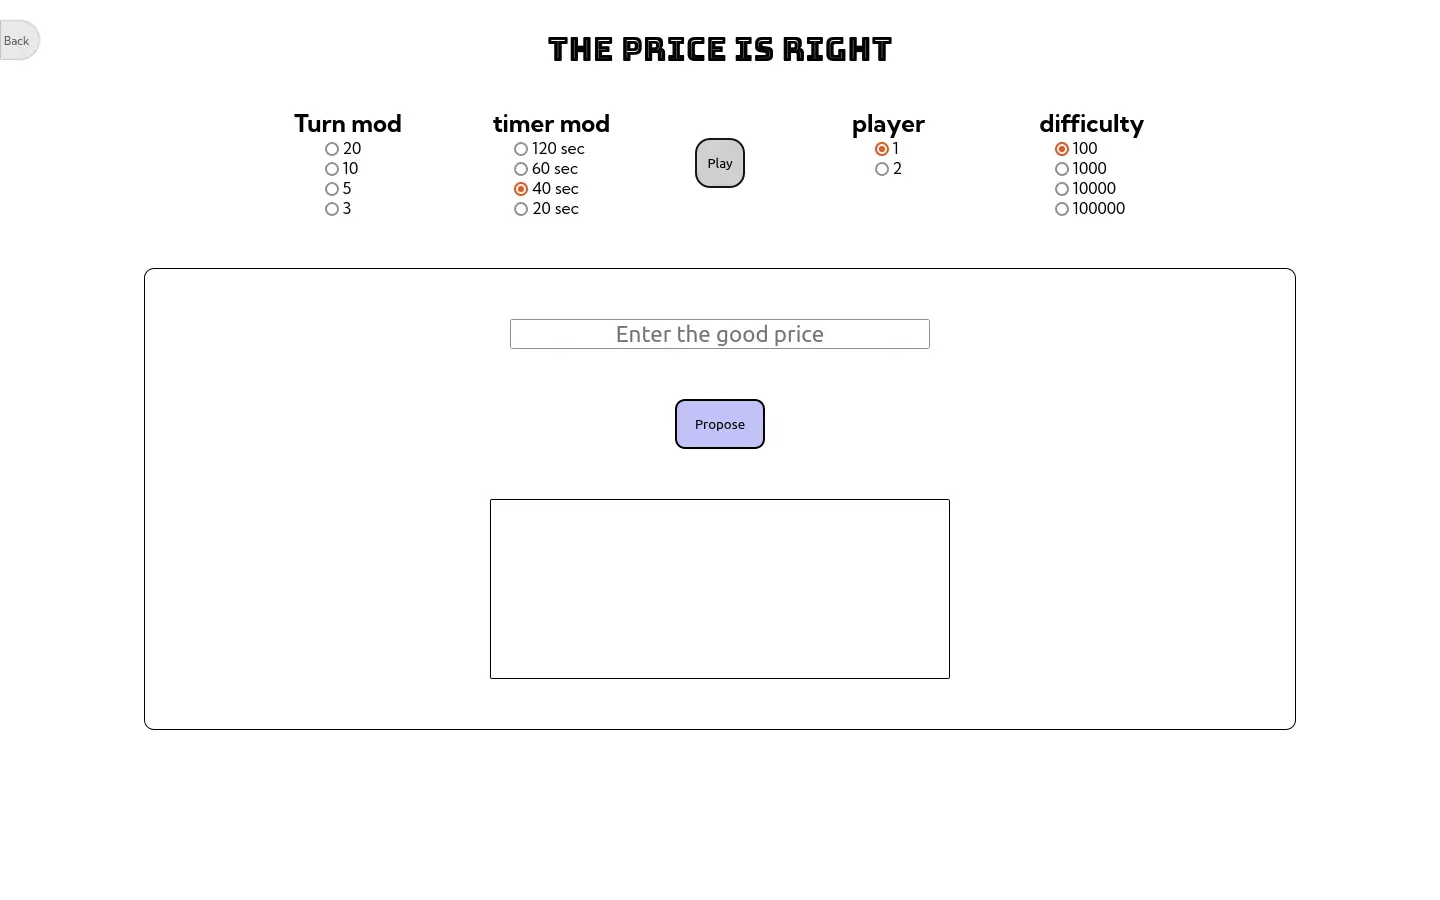 Back
THE PRICE IS RIGHT
Turn mod
20
10
5
3
timer mod
120 sec
60 sec
40 sec
20 sec
Play
player
1
2
difficulty
100
1000
10000
100000
Enter the good price
Propose